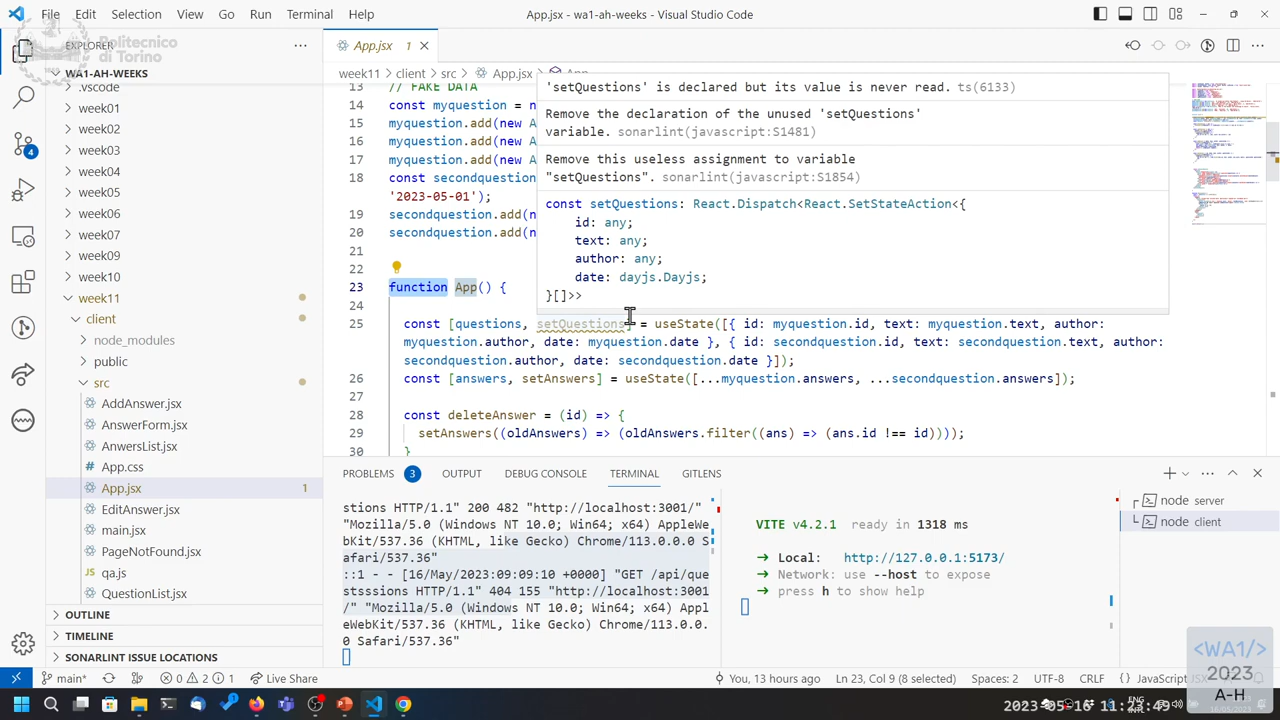 File Edit Selection View Go Run Terminal Help
App.jsx - wa1-ah-weeks - Visual Studio Code
Politecnico
di Torino
EXPLORER
WA1-AH-WEEKS
.vscode
week01
week02
week03
week04
week05
week06
week07
week09
week10
week11
client
node_modules
public
src
AddAnswer.jsx
AnswerForm.jsx
AnwersList.jsx
App.css
App.jsx 1
EditAnswer.jsx
main.jsx
PageNotFound.jsx
JS qa.js
QuestionList.jsx
OUTLINE
TIMELINE
SONARLINT ISSUE LOCATIONS
4
App.jsx 1
week11 > client > src > App.jsx > App
13 // FAKE DATA
14 const myquestion = n
15 myquestion.add(new
16 myquestion.add(new A
17 myquestion.add(new
18 const secondquestion
'2023-05-01');
19 secondquestion.add(n
20 secondquestion.add(n
21
22
23 function App() {
24
25 const [questions, setQuestions] = useState([{ id: myquestion.id, text: myquestion.text, author:
myquestion.author, date: myquestion.date }, { id: secondquestion.id, text: secondquestion.text, author:
secondquestion.author, date: secondquestion.date }]);
26 const [answers, setAnswers] = useState([...myquestion.answers, ...secondquestion.answers]);
27
28 const deleteAnswer = (id) => {
29 setAnswers((oldAnswers) => (oldAnswers.filter((ans) => (ans.id !== id))));
30 }
'setQuestions' is declared but its value is never read. ts(6133)
Remove the declaration of the unused 'setQuestions'
variable. sonarlint(javascript:S1481)
Remove this useless assignment to variable
"setQuestions". sonarlint(javascript:S1854)
const setQuestions: React.Dispatch<React.SetStateAction<{
id: any;
text: any;
author: any;
date: dayjs.Dayjs;
}[]>>
PROBLEMS 3 OUTPUT DEBUG CONSOLE TERMINAL GITLENS
stions HTTP/1.1" 200 482 "http://localhost:3001/"
"Mozilla/5.0 (Windows NT 10.0; Win64; x64) AppleWe
bKit/537.36 (KHTML, like Gecko) Chrome/113.0.0.0 S
afari/537.36"
::1 - - [16/May/2023:09:09:10 +0000] "GET /api/que
stsssions HTTP/1.1" 404 155 "http://localhost:3001
/" "Mozilla/5.0 (Windows NT 10.0; Win64; x64) Appl
eWebKit/537.36 (KHTML, like Gecko) Chrome/113.0.0.
0 Safari/537.36"
VITE v4.2.1 ready in 1318 ms
➜ Local: http://127.0.0.1:5173/
➜ Network: use --host to expose
➜ press h to show help
node server
node client
main* 0 2 1 Live Share
You, 13 hours ago Ln 23, Col 9 (8 selected) Spaces: 2 UTF-8 CRLF {} JavaScript JSX
<WA1/>
2023
A-H
ENG